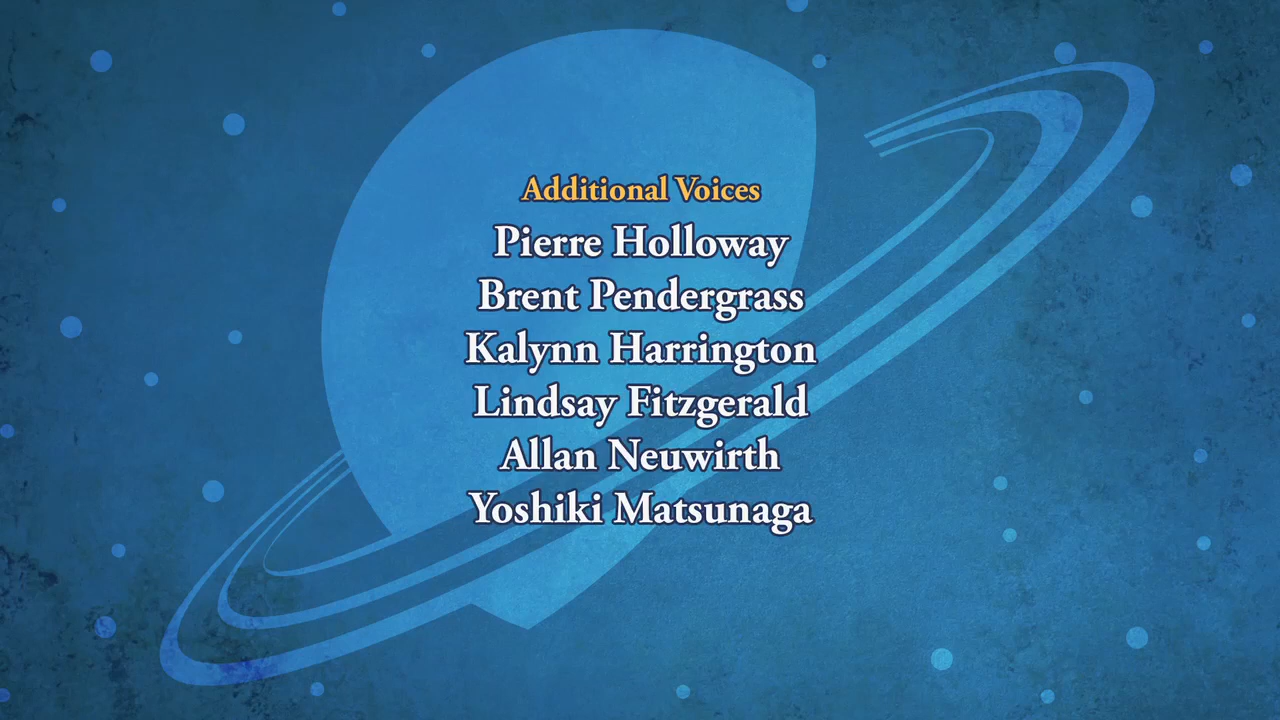 Additional Voices
Pierre Holloway
Brent Pendergrass
Kalynn Harrington
Lindsay Fitzgerald
Allan Neuwirth
Yoshiki Matsunaga